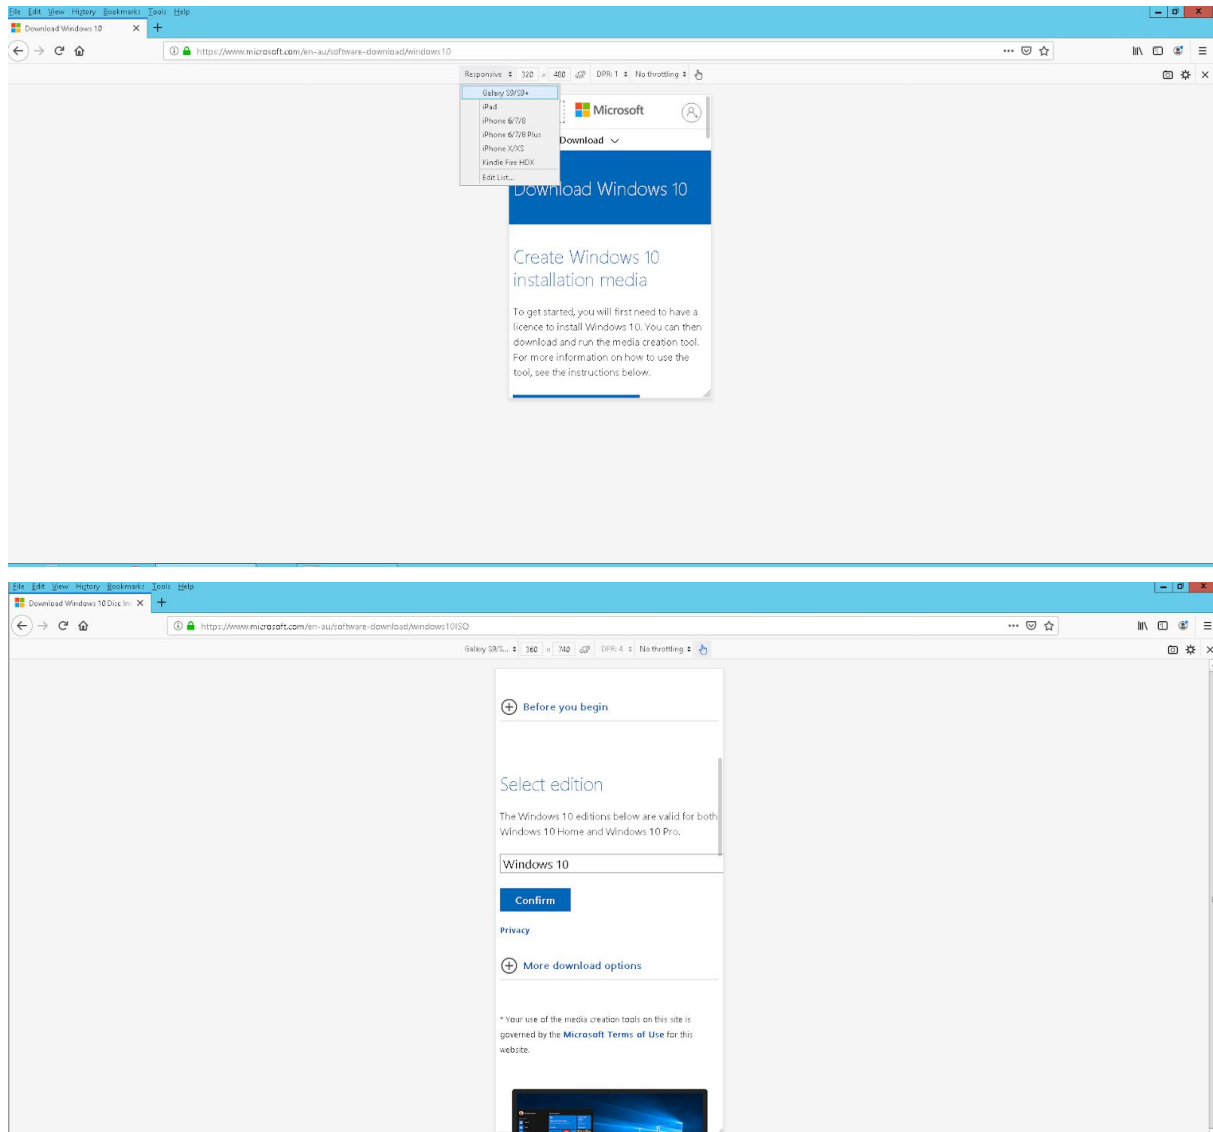 File Edit View History Bookmarks Tools Help
Download Windows 10
https://www.microsoft.com/en-au/software-download/windows10
Responsive 320 × 480 DPR: 1 No throttling
Galaxy S9/S9+
iPad
iPhone 6/7/8
iPhone 6/7/8 Plus
iPhone X/XS
Kindle Fire HDX
Edit List...
Microsoft
Download
Download Windows 10
Create Windows 10
installation media
To get started, you will first need to have a
licence to install Windows 10. You can then
download and run the media creation tool.
For more information on how to use the
tool, see the instructions below.
File Edit View History Bookmarks Tools Help
Download Windows 10 Disc Im
https://www.microsoft.com/en-au/software-download/windows10ISO
Galaxy S9/S... 360 × 740 DPR: 4 No throttling
Before you begin
Select edition
The Windows 10 editions below are valid for both
Windows 10 Home and Windows 10 Pro.
Windows 10
Confirm
Privacy
More download options
* Your use of the media creation tools on this site is
governed by the Microsoft Terms of Use for this
website.